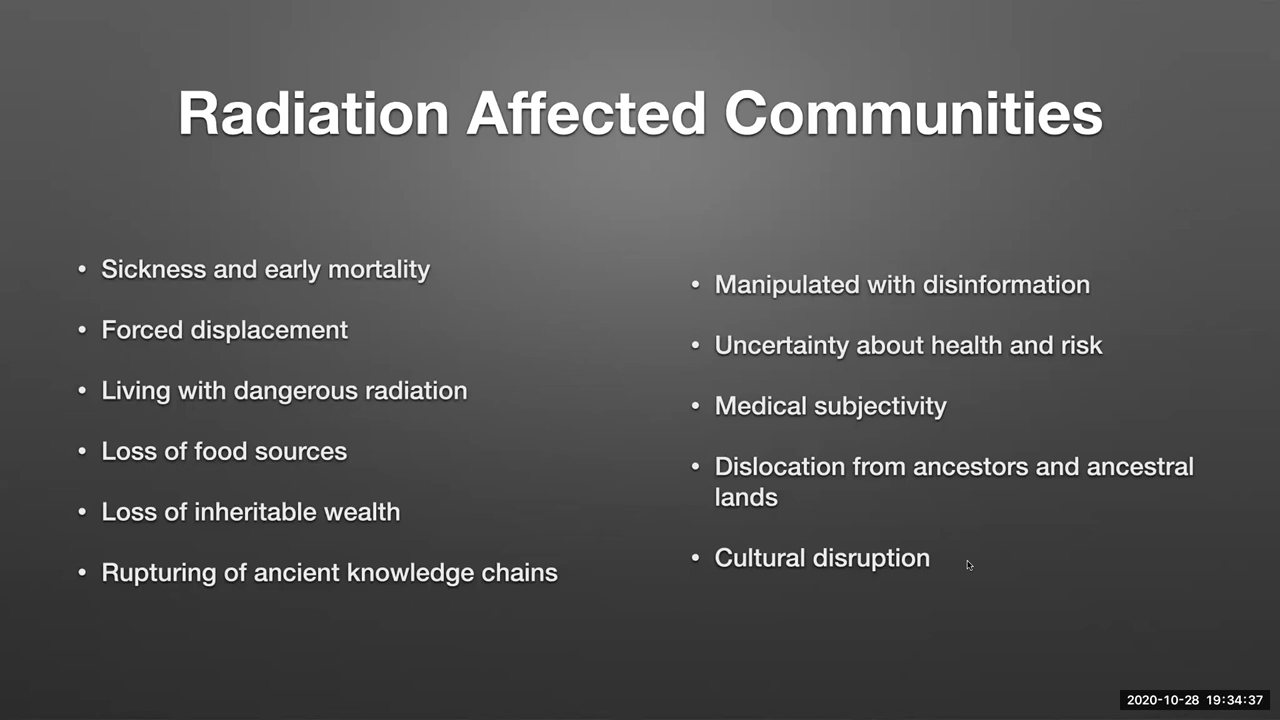 Radiation Affected Communities
• Sickness and early mortality
• Forced displacement
• Living with dangerous radiation
• Loss of food sources
• Loss of inheritable wealth
• Rupturing of ancient knowledge chains
• Manipulated with disinformation
• Uncertainty about health and risk
• Medical subjectivity
• Dislocation from ancestors and ancestral
lands
• Cultural disruption
2020-10-28 19:34:37